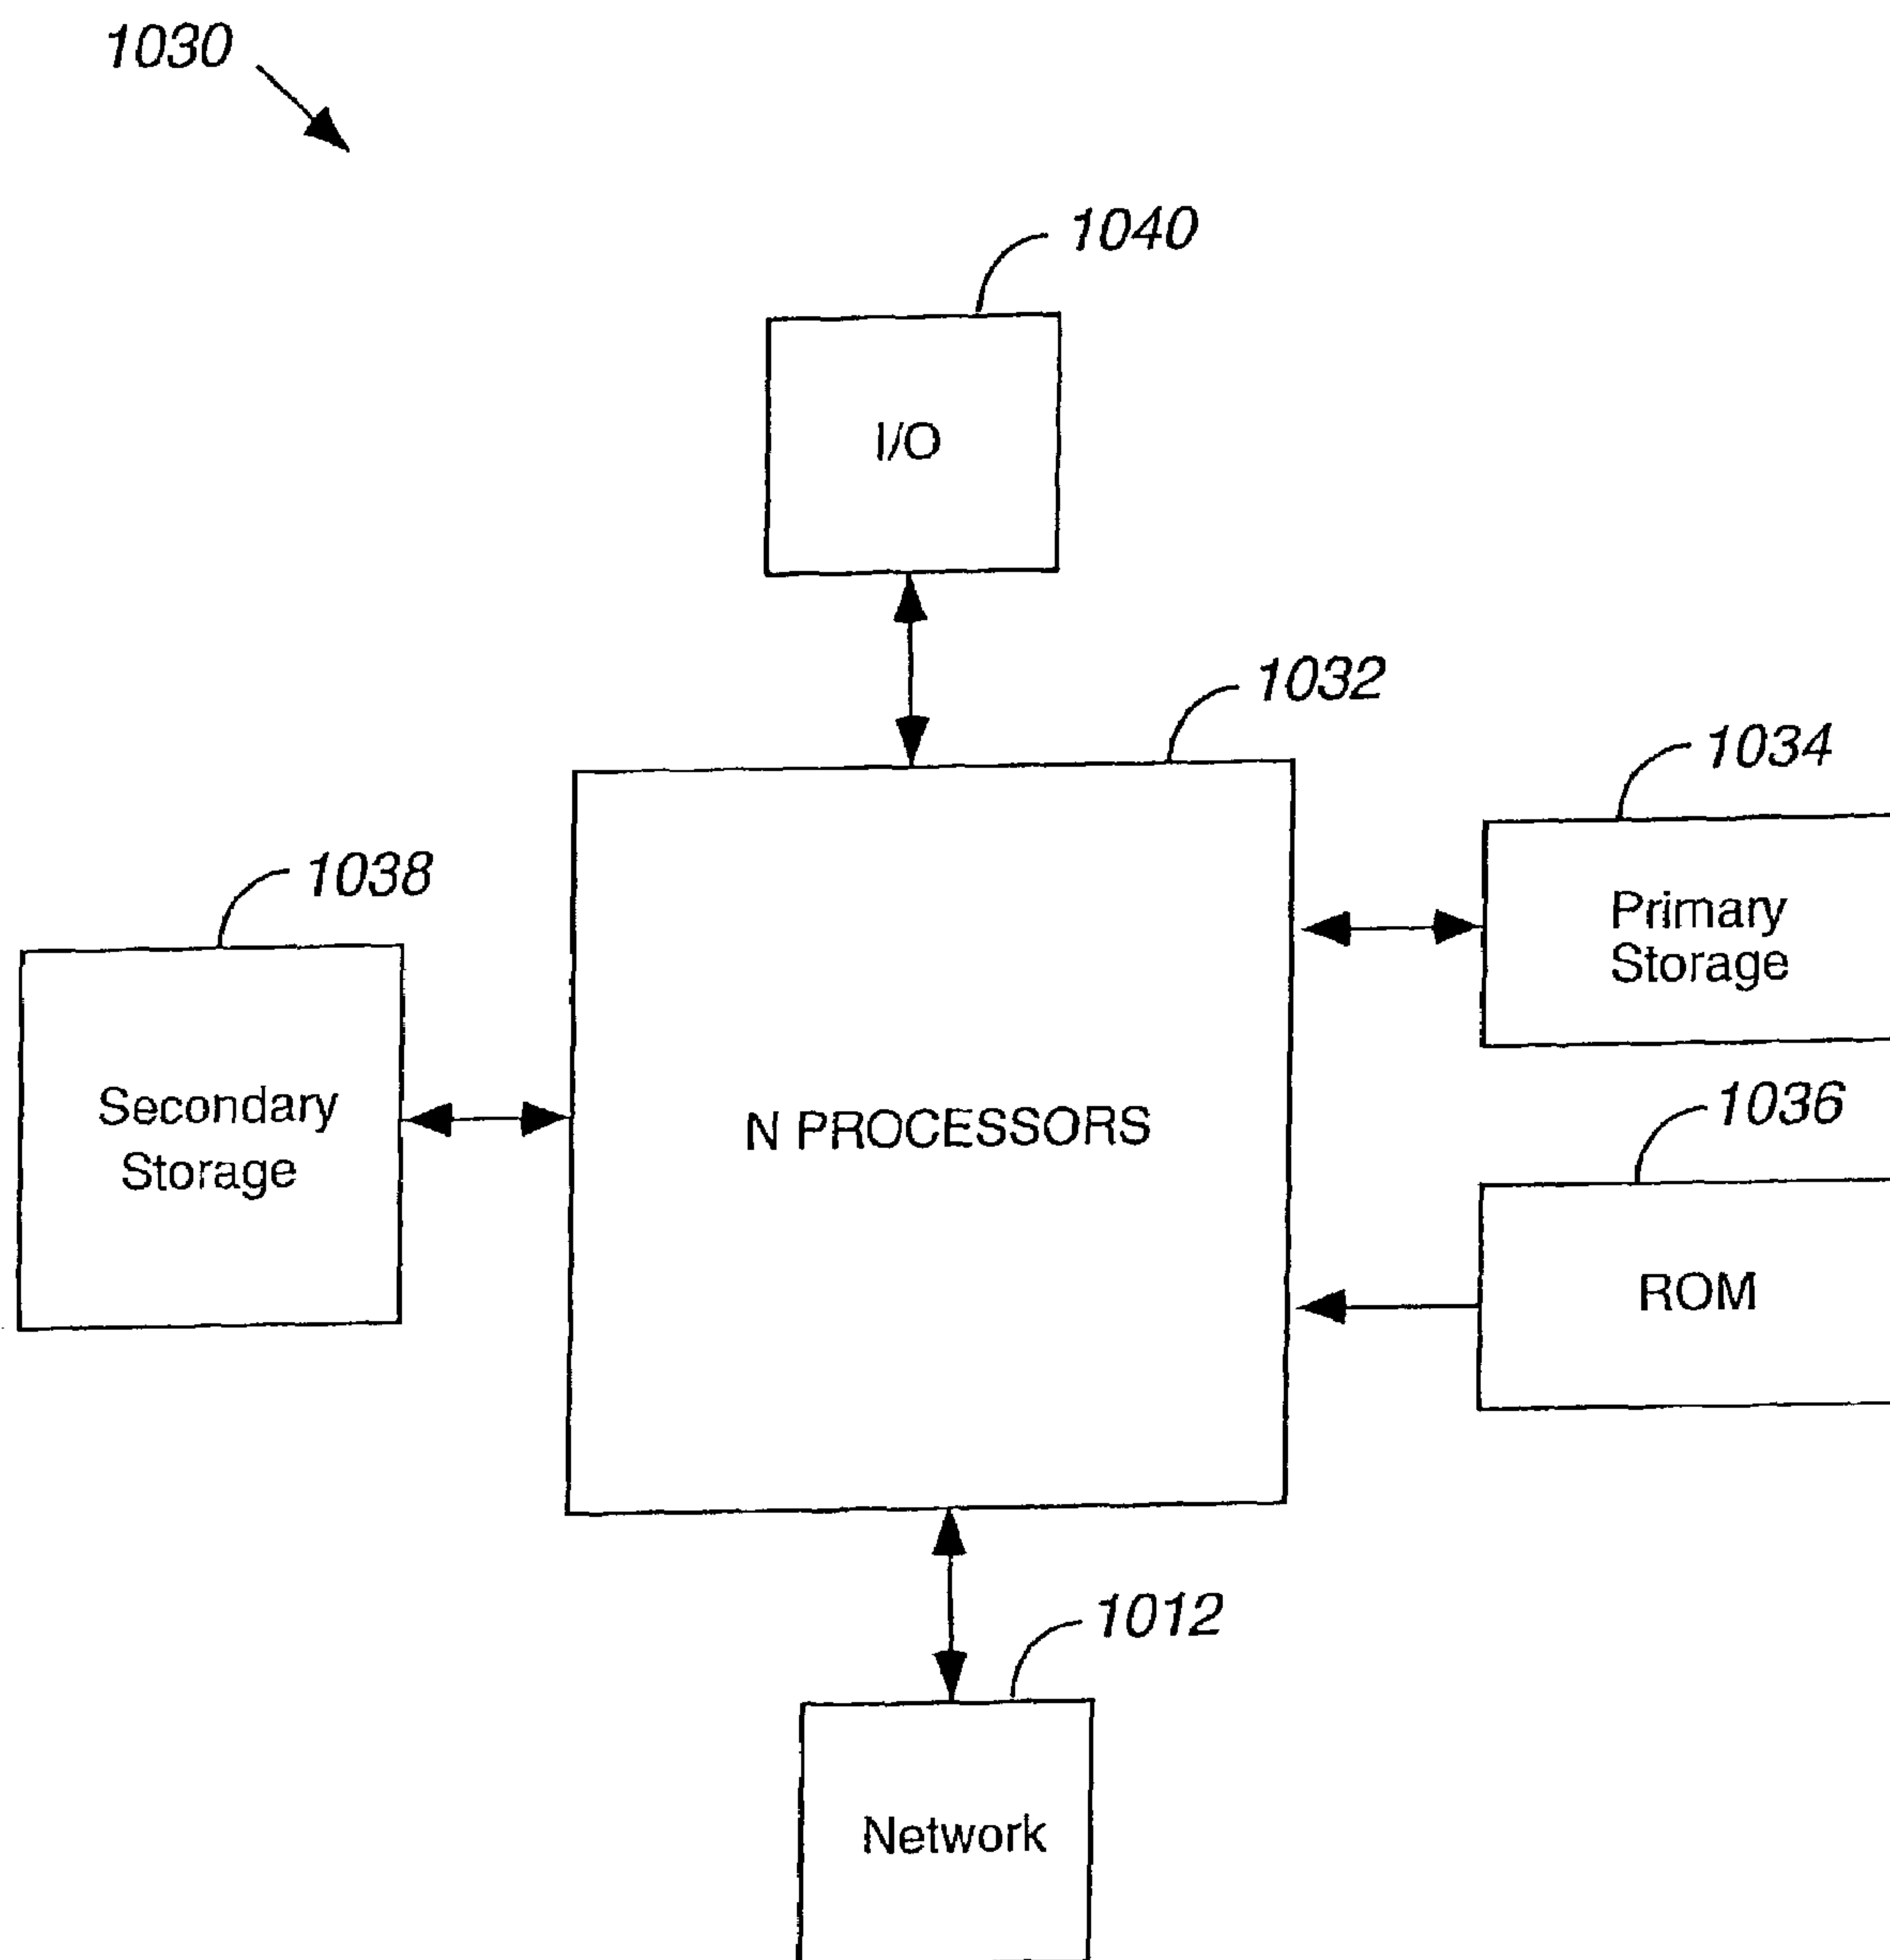 1030
1040
I/O
1032
1034
1038
Primary
Storage
1036
Secondary
Storage
N PROCESSORS
ROM
1012
Network